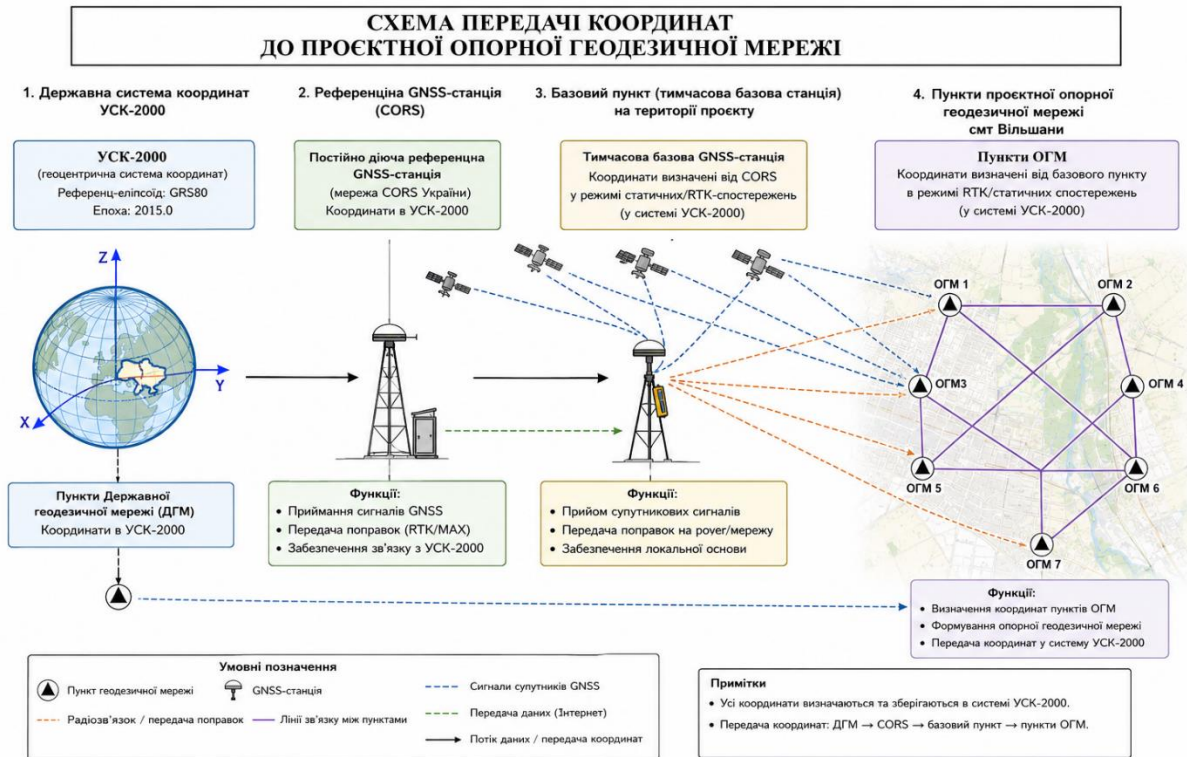 СХЕМА ПЕРЕДАЧІ КООРДИНАТ
ДО ПРОЄКТНОЇ ОПОРНОЇ ГЕОДЕЗИЧНОЇ МЕРЕЖІ
1. Державна система координат
УСК-2000
2. Референціна GNSS-станція
(CORS)
3. Базовий пункт (тимчасова базова станція)
на території проєкту
4. Пункти проєктної опорної
геодезичної мережі
смт Вільшани
УСК-2000
(геоцентрична система координат)
Референц-еліпсоїд: GRS80
Епоха: 2015.0
Постійно діюча референцна
GNSS-станція
(мережа CORS України)
Координати в УСК-2000
Тимчасова базова GNSS-станція
Координати визначені від CORS
у режимі статичних/RTK-спостережень
(у системі УСК-2000)
Пункти ОГМ
Координати визначені від базового пункту
в режимі RTK/статичних спостережень
(у системі УСК-2000)
Z
Y
X
ОГМ 1
ОГМ 2
ОГМ3
ОГМ 4
ОГМ 5
ОГМ 6
ОГМ 7
Пункти Державної
геодезичної мережі (ДГМ)
Координати в УСК-2000
Функції:
• Приймання сигналів GNSS
• Передача поправок (RTK/MAX)
• Забезпечення зв'язку з УСК-2000
Функції:
• Прийом супутникових сигналів
• Передача поправок на pover/мережу
• Забезпечення локальної основи
Функції:
• Визначення координат пунктів ОГМ
• Формування опорної геодезичної мережі
• Передача координат у систему УСК-2000
Умовні позначення
Пункт геодезичної мережі
GNSS-станція
Сигнали супутників GNSS
Радіозв'язок / передача поправок
Лінії зв'язку між пунктами
Передача даних (Інтернет)
Потік даних / передача координат
Примітки
• Усі координати визначаються та зберігаються в системі УСК-2000.
• Передача координат: ДГМ → CORS → базовий пункт → пункти ОГМ.